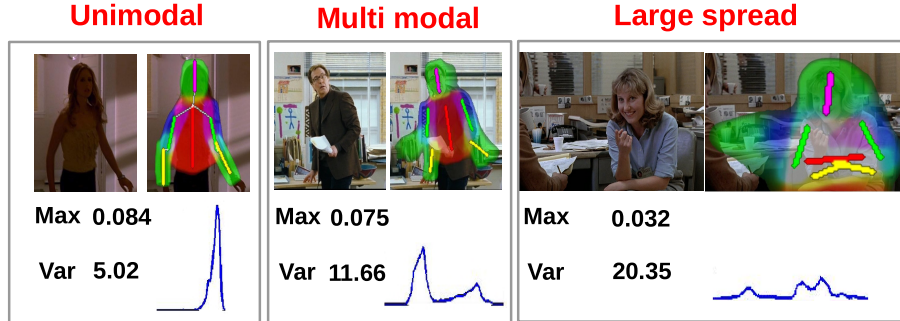 Unimodal
Multi modal
Large spread
Max 0.084
Var 5.02
Max 0.075
Var 11.66
Max 0.032
Var 20.35